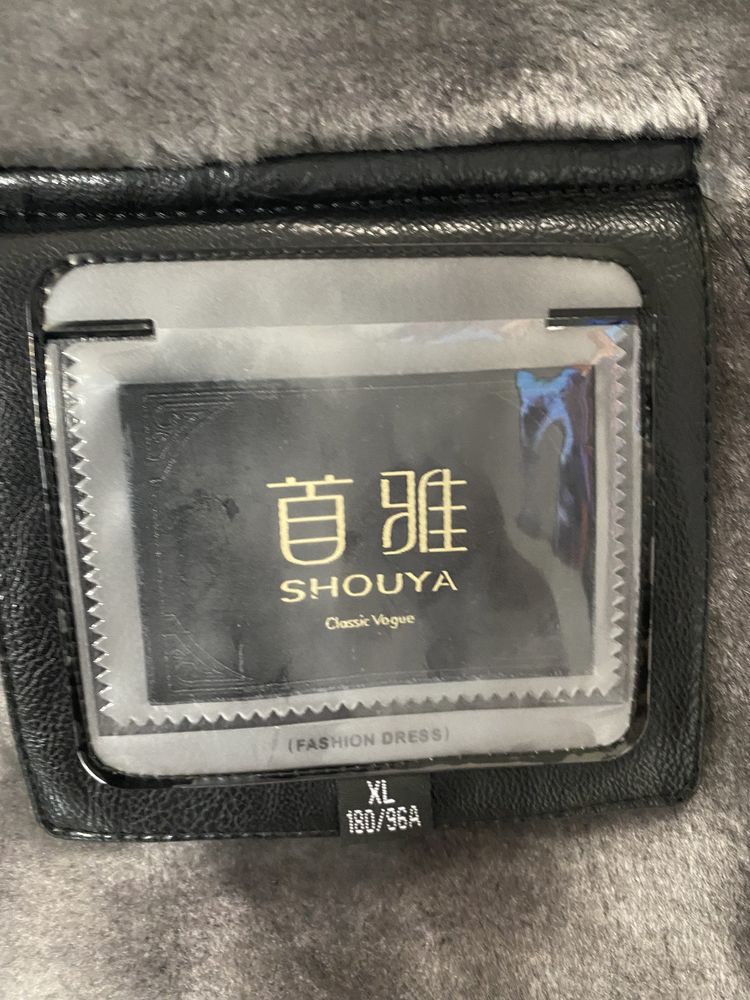 首雅
SHOUYA
Classic Vogue
(FASHION DRESS)
XL
180/96A